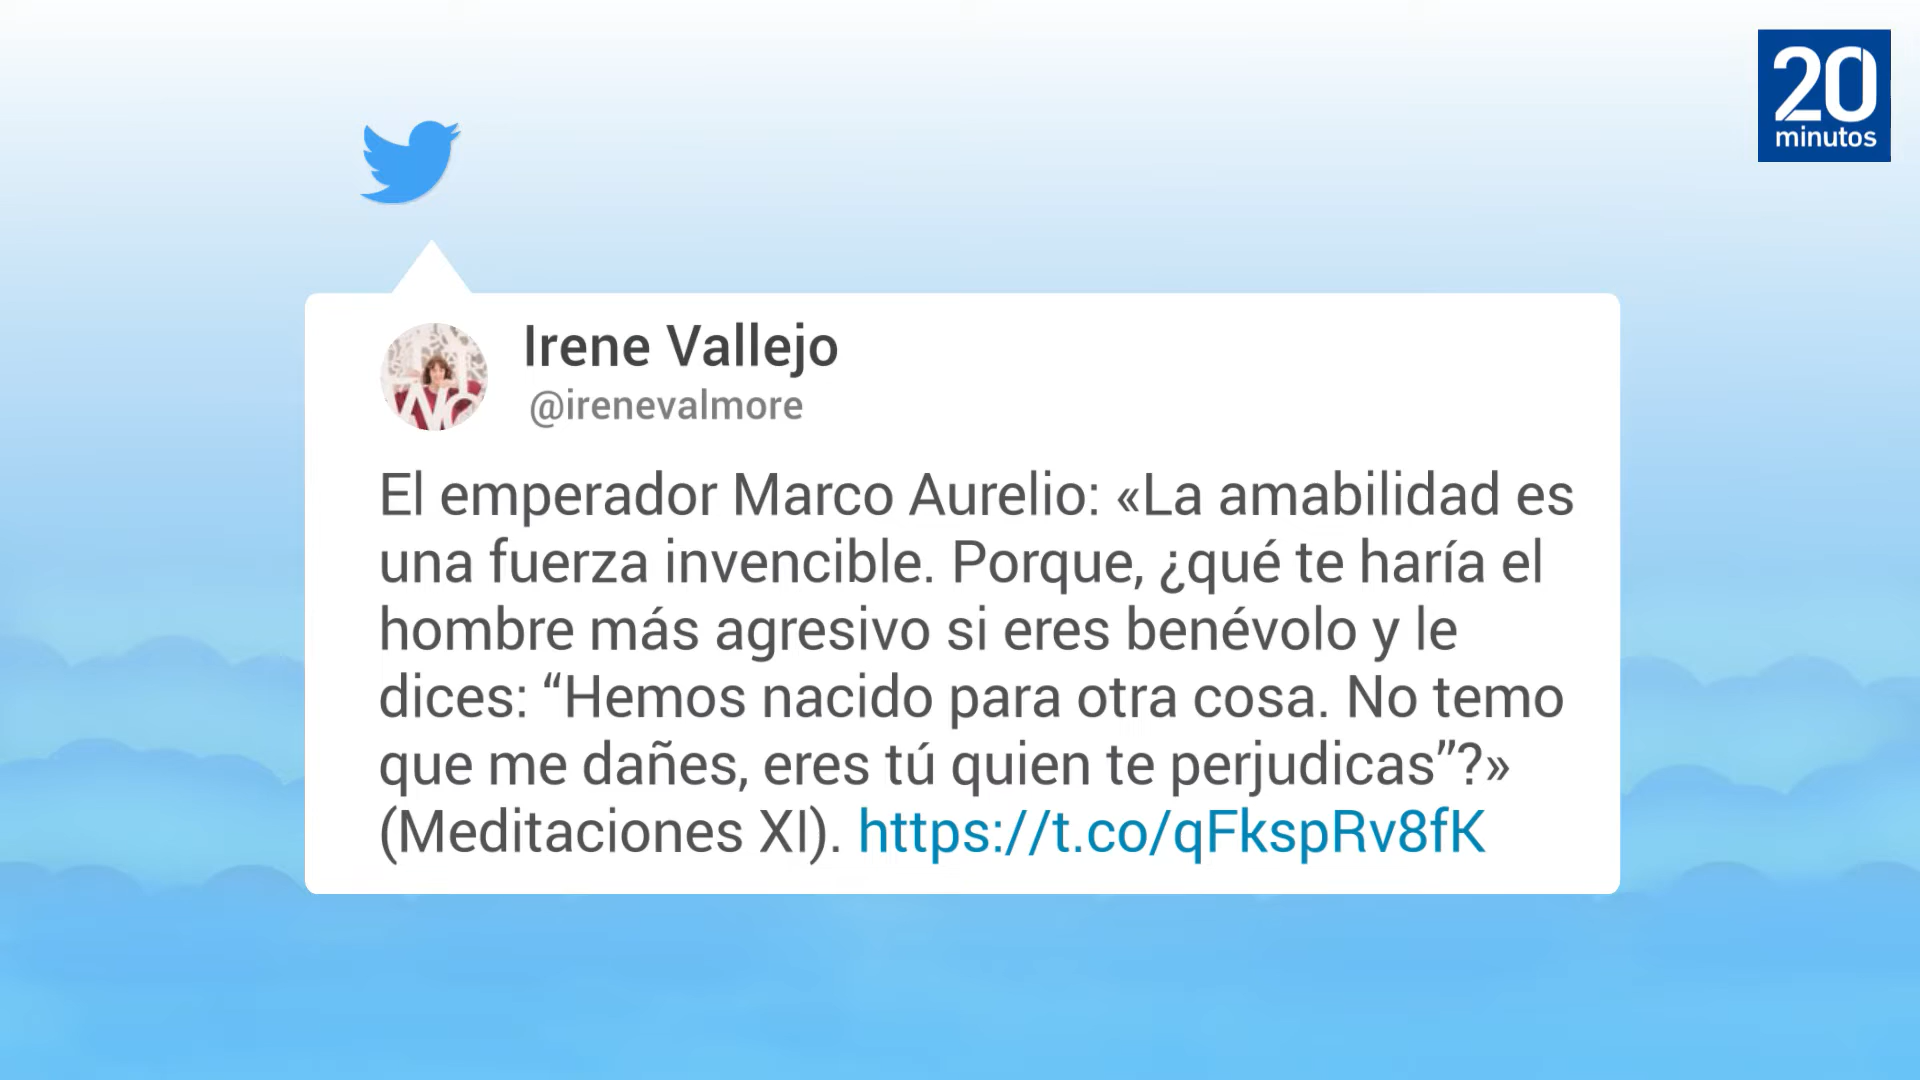 20
minutos
Irene Vallejo
@irenevalmore
El emperador Marco Aurelio: «La amabilidad es
una fuerza invencible. Porque, ¿qué te haría el
hombre más agresivo si eres benévolo y le
dices: “Hemos nacido para otra cosa. No temo
que me dañes, eres tú quien te perjudicas”?»
(Meditaciones XI). https://t.co/qFkspRv8fK